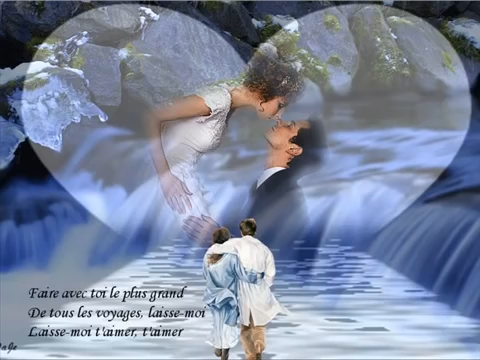 Faire avec toi le plus grand
De tous les voyages, laisse-moi
Laisse-moi t'aimer, t'aimer